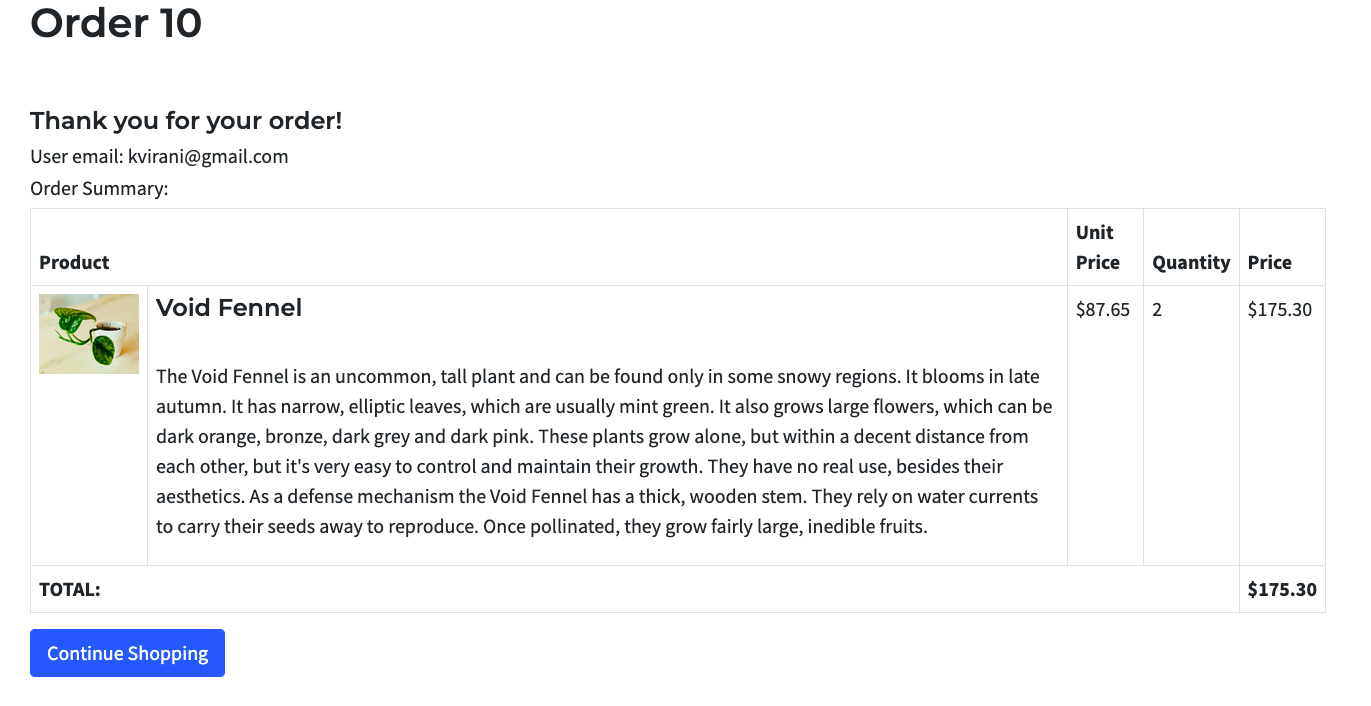 Order 10
Thank you for your order!
User email: kvirani@gmail.com
Order Summary:
Product
Unit
Price
Quantity
Price
Void Fennel
$87.65
2
$175.30
The Void Fennel is an uncommon, tall plant and can be found only in some snowy regions. It blooms in late
autumn. It has narrow, elliptic leaves, which are usually mint green. It also grows large flowers, which can be
dark orange, bronze, dark grey and dark pink. These plants grow alone, but within a decent distance from
each other, but it's very easy to control and maintain their growth. They have no real use, besides their
aesthetics. As a defense mechanism the Void Fennel has a thick, wooden stem. They rely on water currents
to carry their seeds away to reproduce. Once pollinated, they grow fairly large, inedible fruits.
TOTAL:
$175.30
Continue Shopping